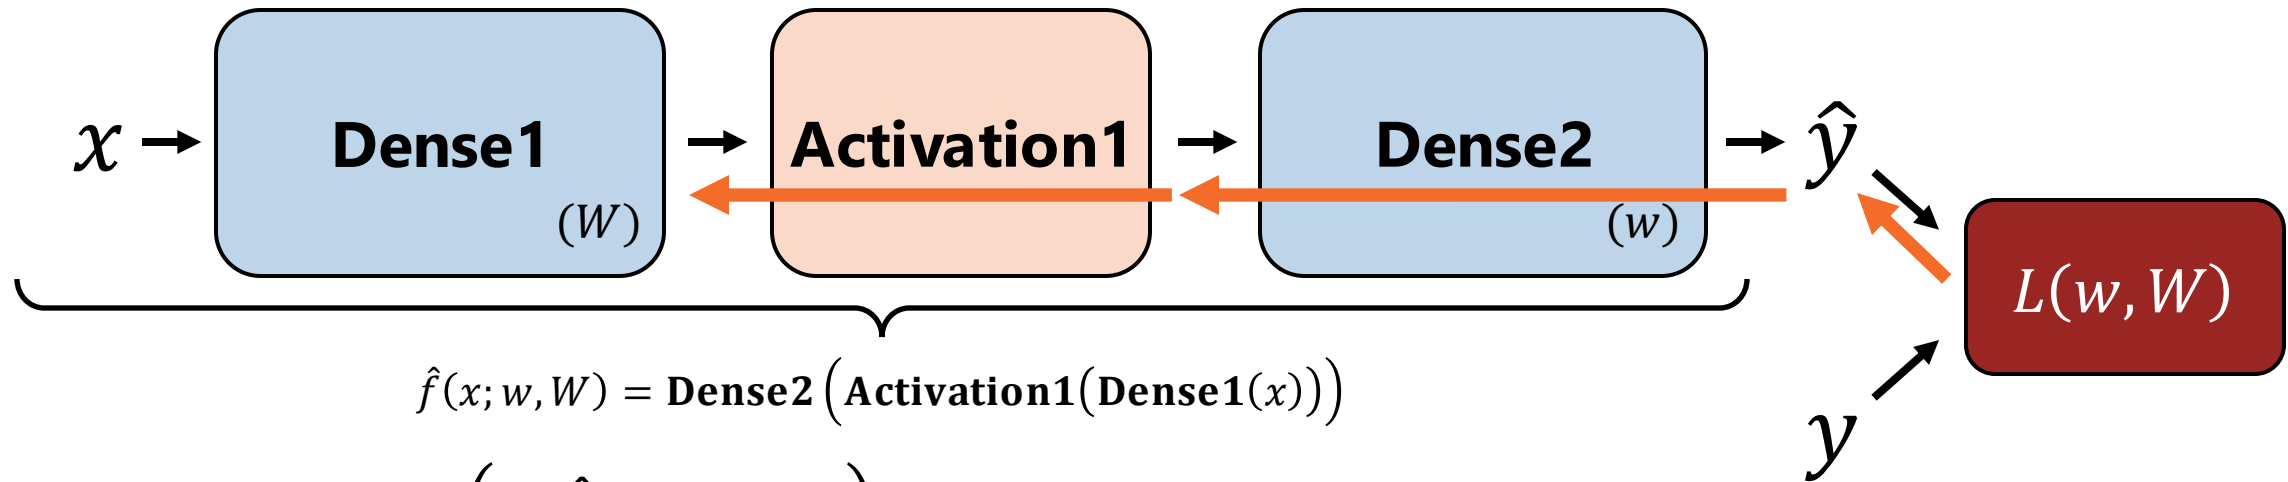 x Dense1 Activation1 Dense2 ŷ
(W) (w)
L(w, W)
f̂(x; w, W) = Dense2(Activation1(Dense1(x)))
y